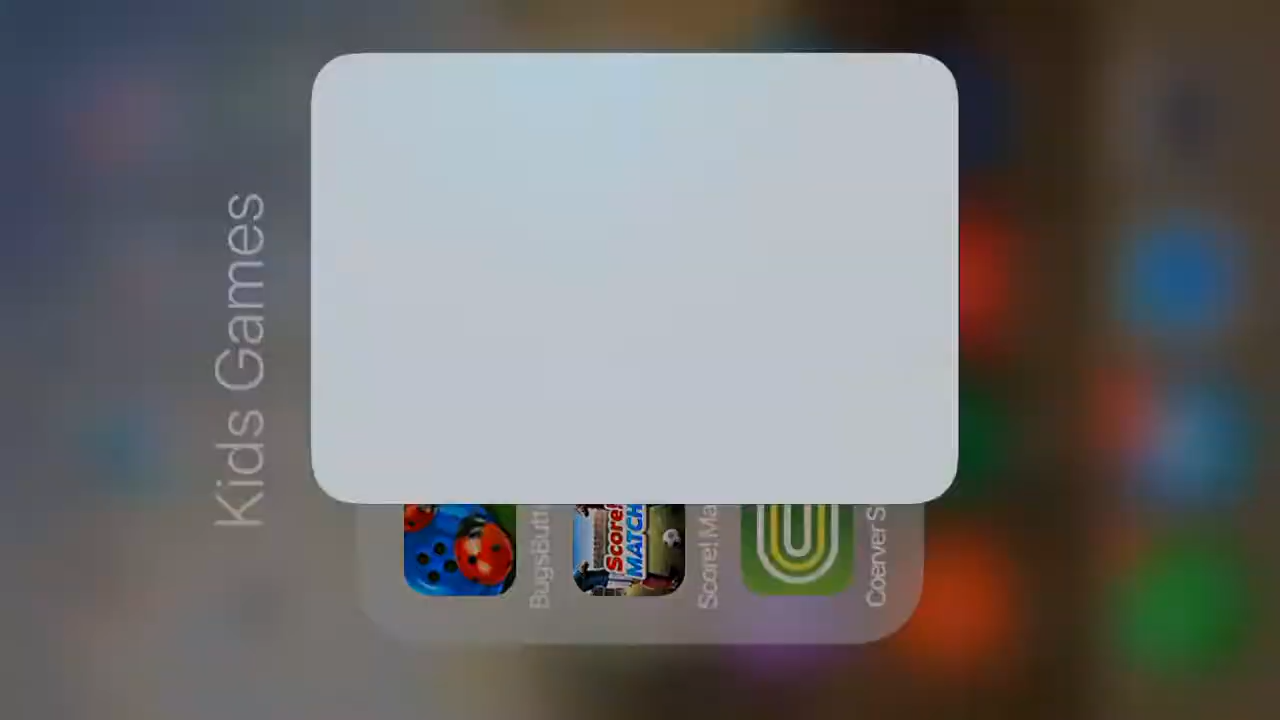 Kids Games
BugsButt
Score!
MATCH
Score! Ma
Coerver S